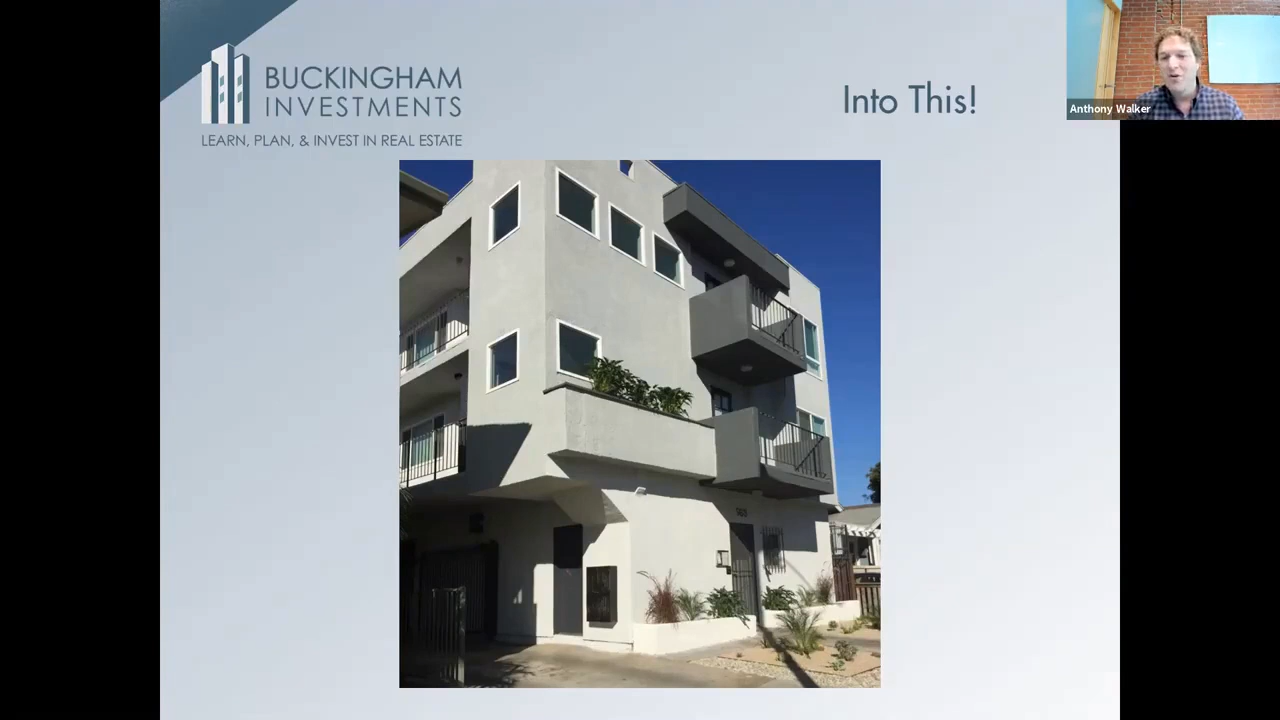 BUCKINGHAM
INVESTMENTS
LEARN, PLAN, & INVEST IN REAL ESTATE
Into This!
Anthony Walker